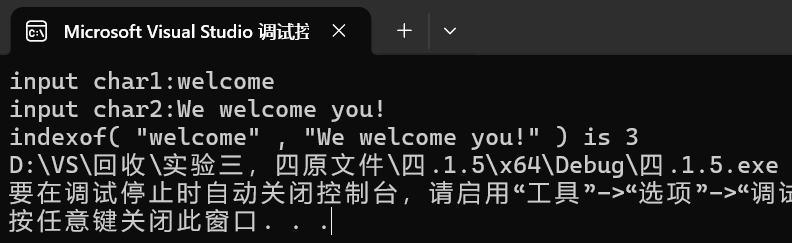 Microsoft Visual Studio 调试控
input char1:welcome
input char2:We welcome you!
indexof( "welcome" , "We welcome you!" ) is 3
D:\VS\回收\实验三，四原文件\四.1.5\x64\Debug\四.1.5.exe
要在调试停止时自动关闭控制台，请启用“工具”->“选项”->“调试
按任意键关闭此窗口. . .